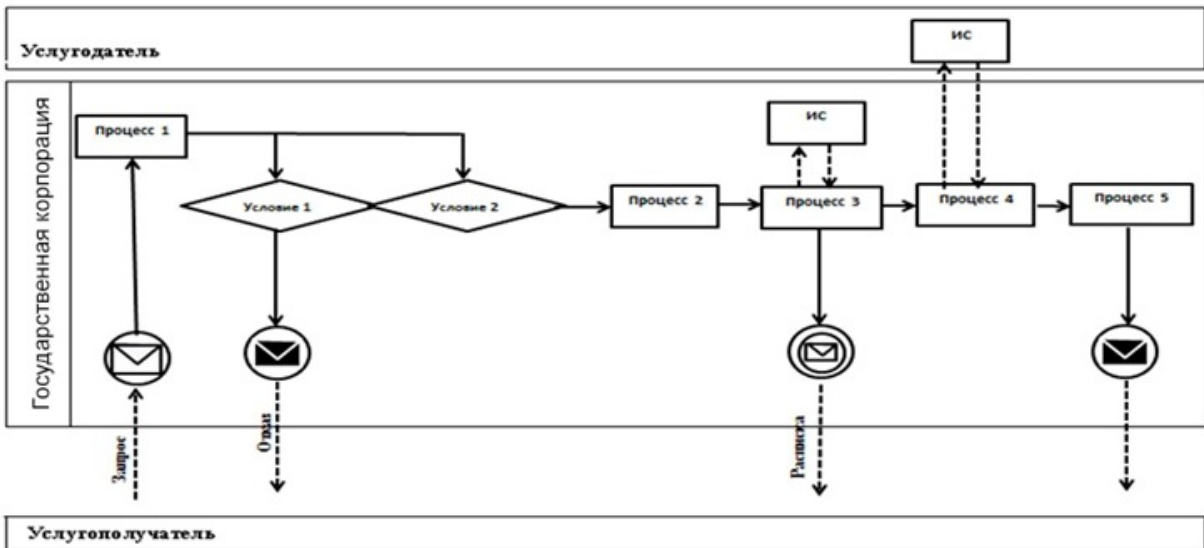 Услугодатель
ИС
Государственная корпорация
Процесс 1
ИС
Условие 1
Условие 2
Процесс 2
Процесс 3
Процесс 4
Процесс 5
Запрос
Отказ
Расписка
Услугополучатель